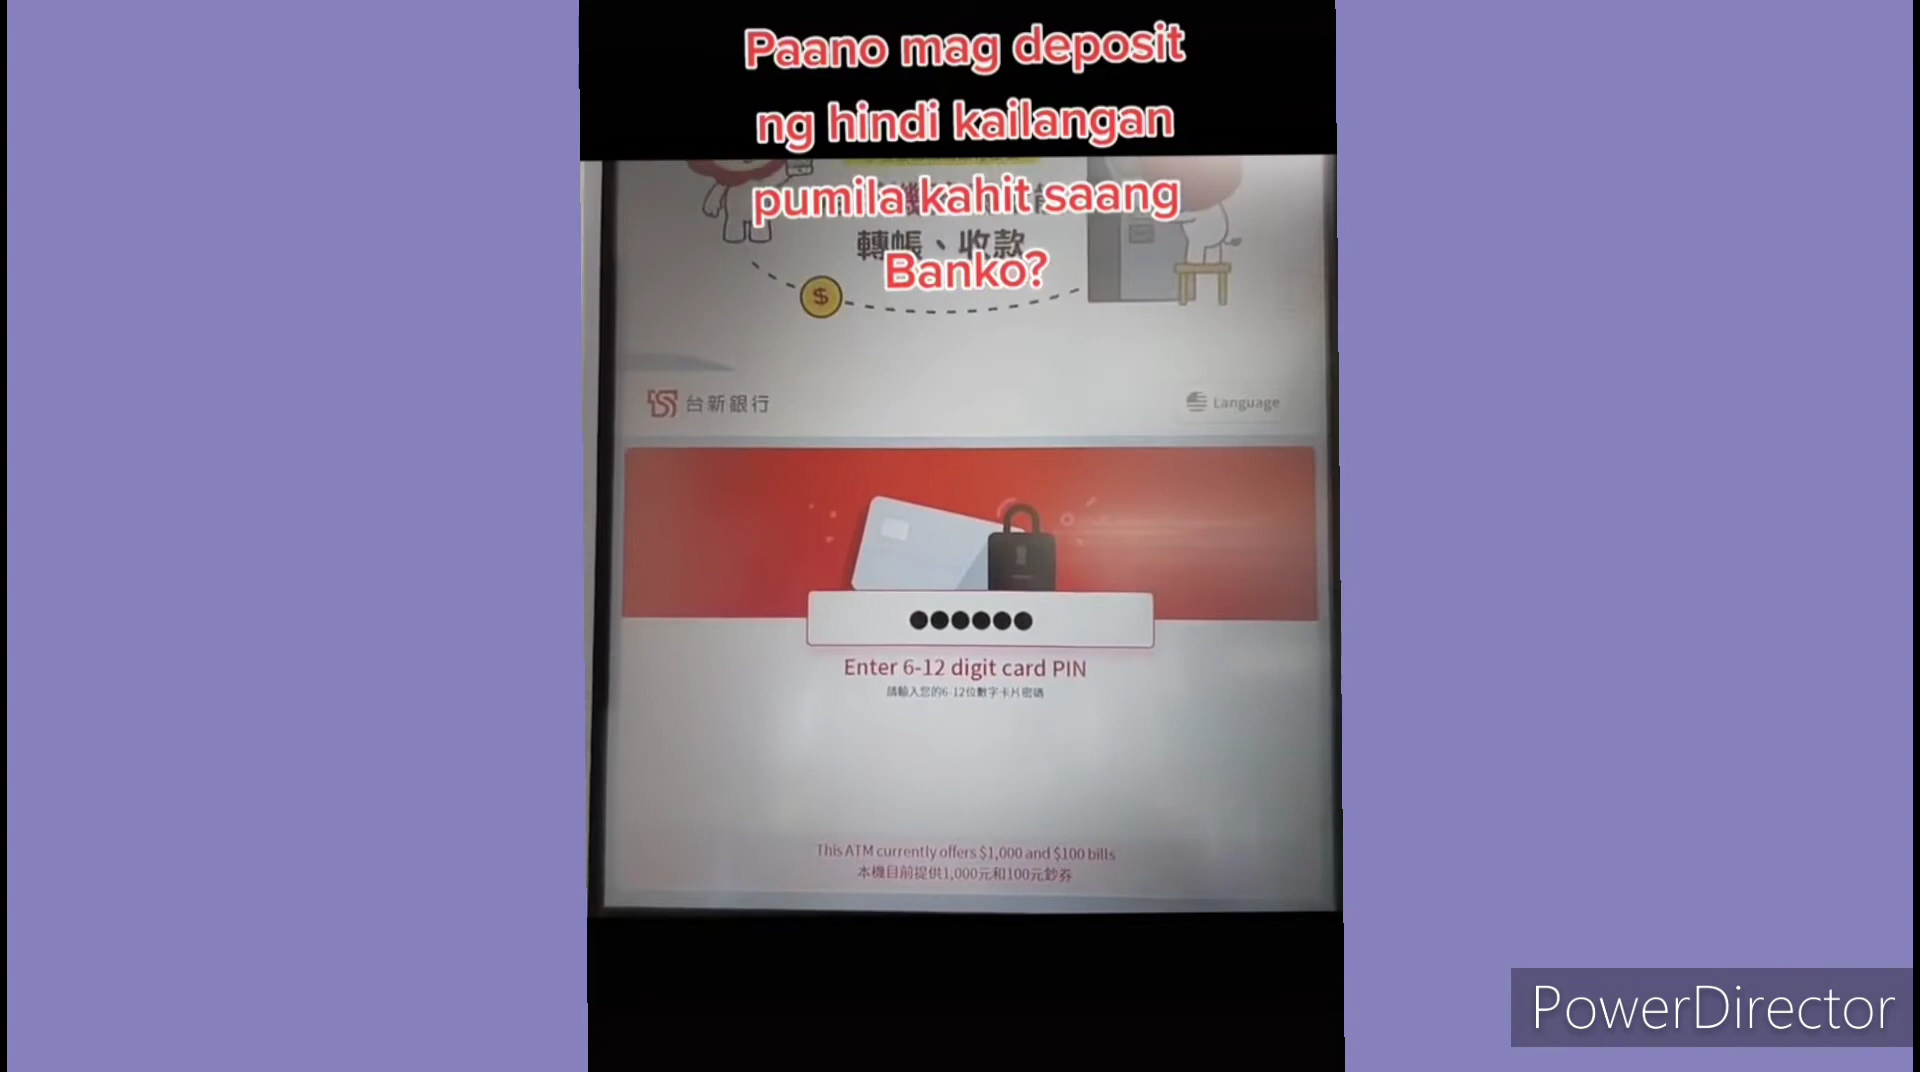 Paano mag deposit
ng hindi kailangan
pumila kahit saang
轉帳、收款
Banko?
$
台新銀行
Language
Enter 6-12 digit card PIN
請輸入您的6-12位數字卡片密碼
This ATM currently offers $1,000 and $100 bills
本機目前提供1,000元和100元鈔券
PowerDirector